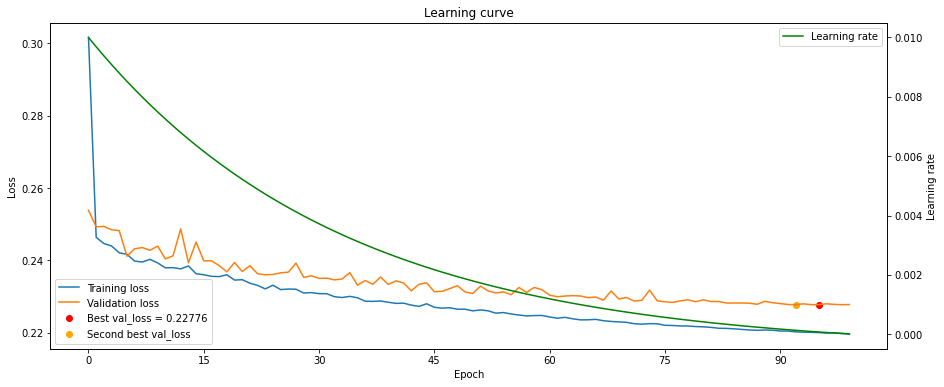 Learning curve
Loss
0.30
0.28
0.26
0.24
0.22
Learning rate
0.010
0.008
0.006
0.004
0.002
0.000
Learning rate
Training loss
Validation loss
Best val_loss = 0.22776
Second best val_loss
0 15 30 45 60 75 90
Epoch